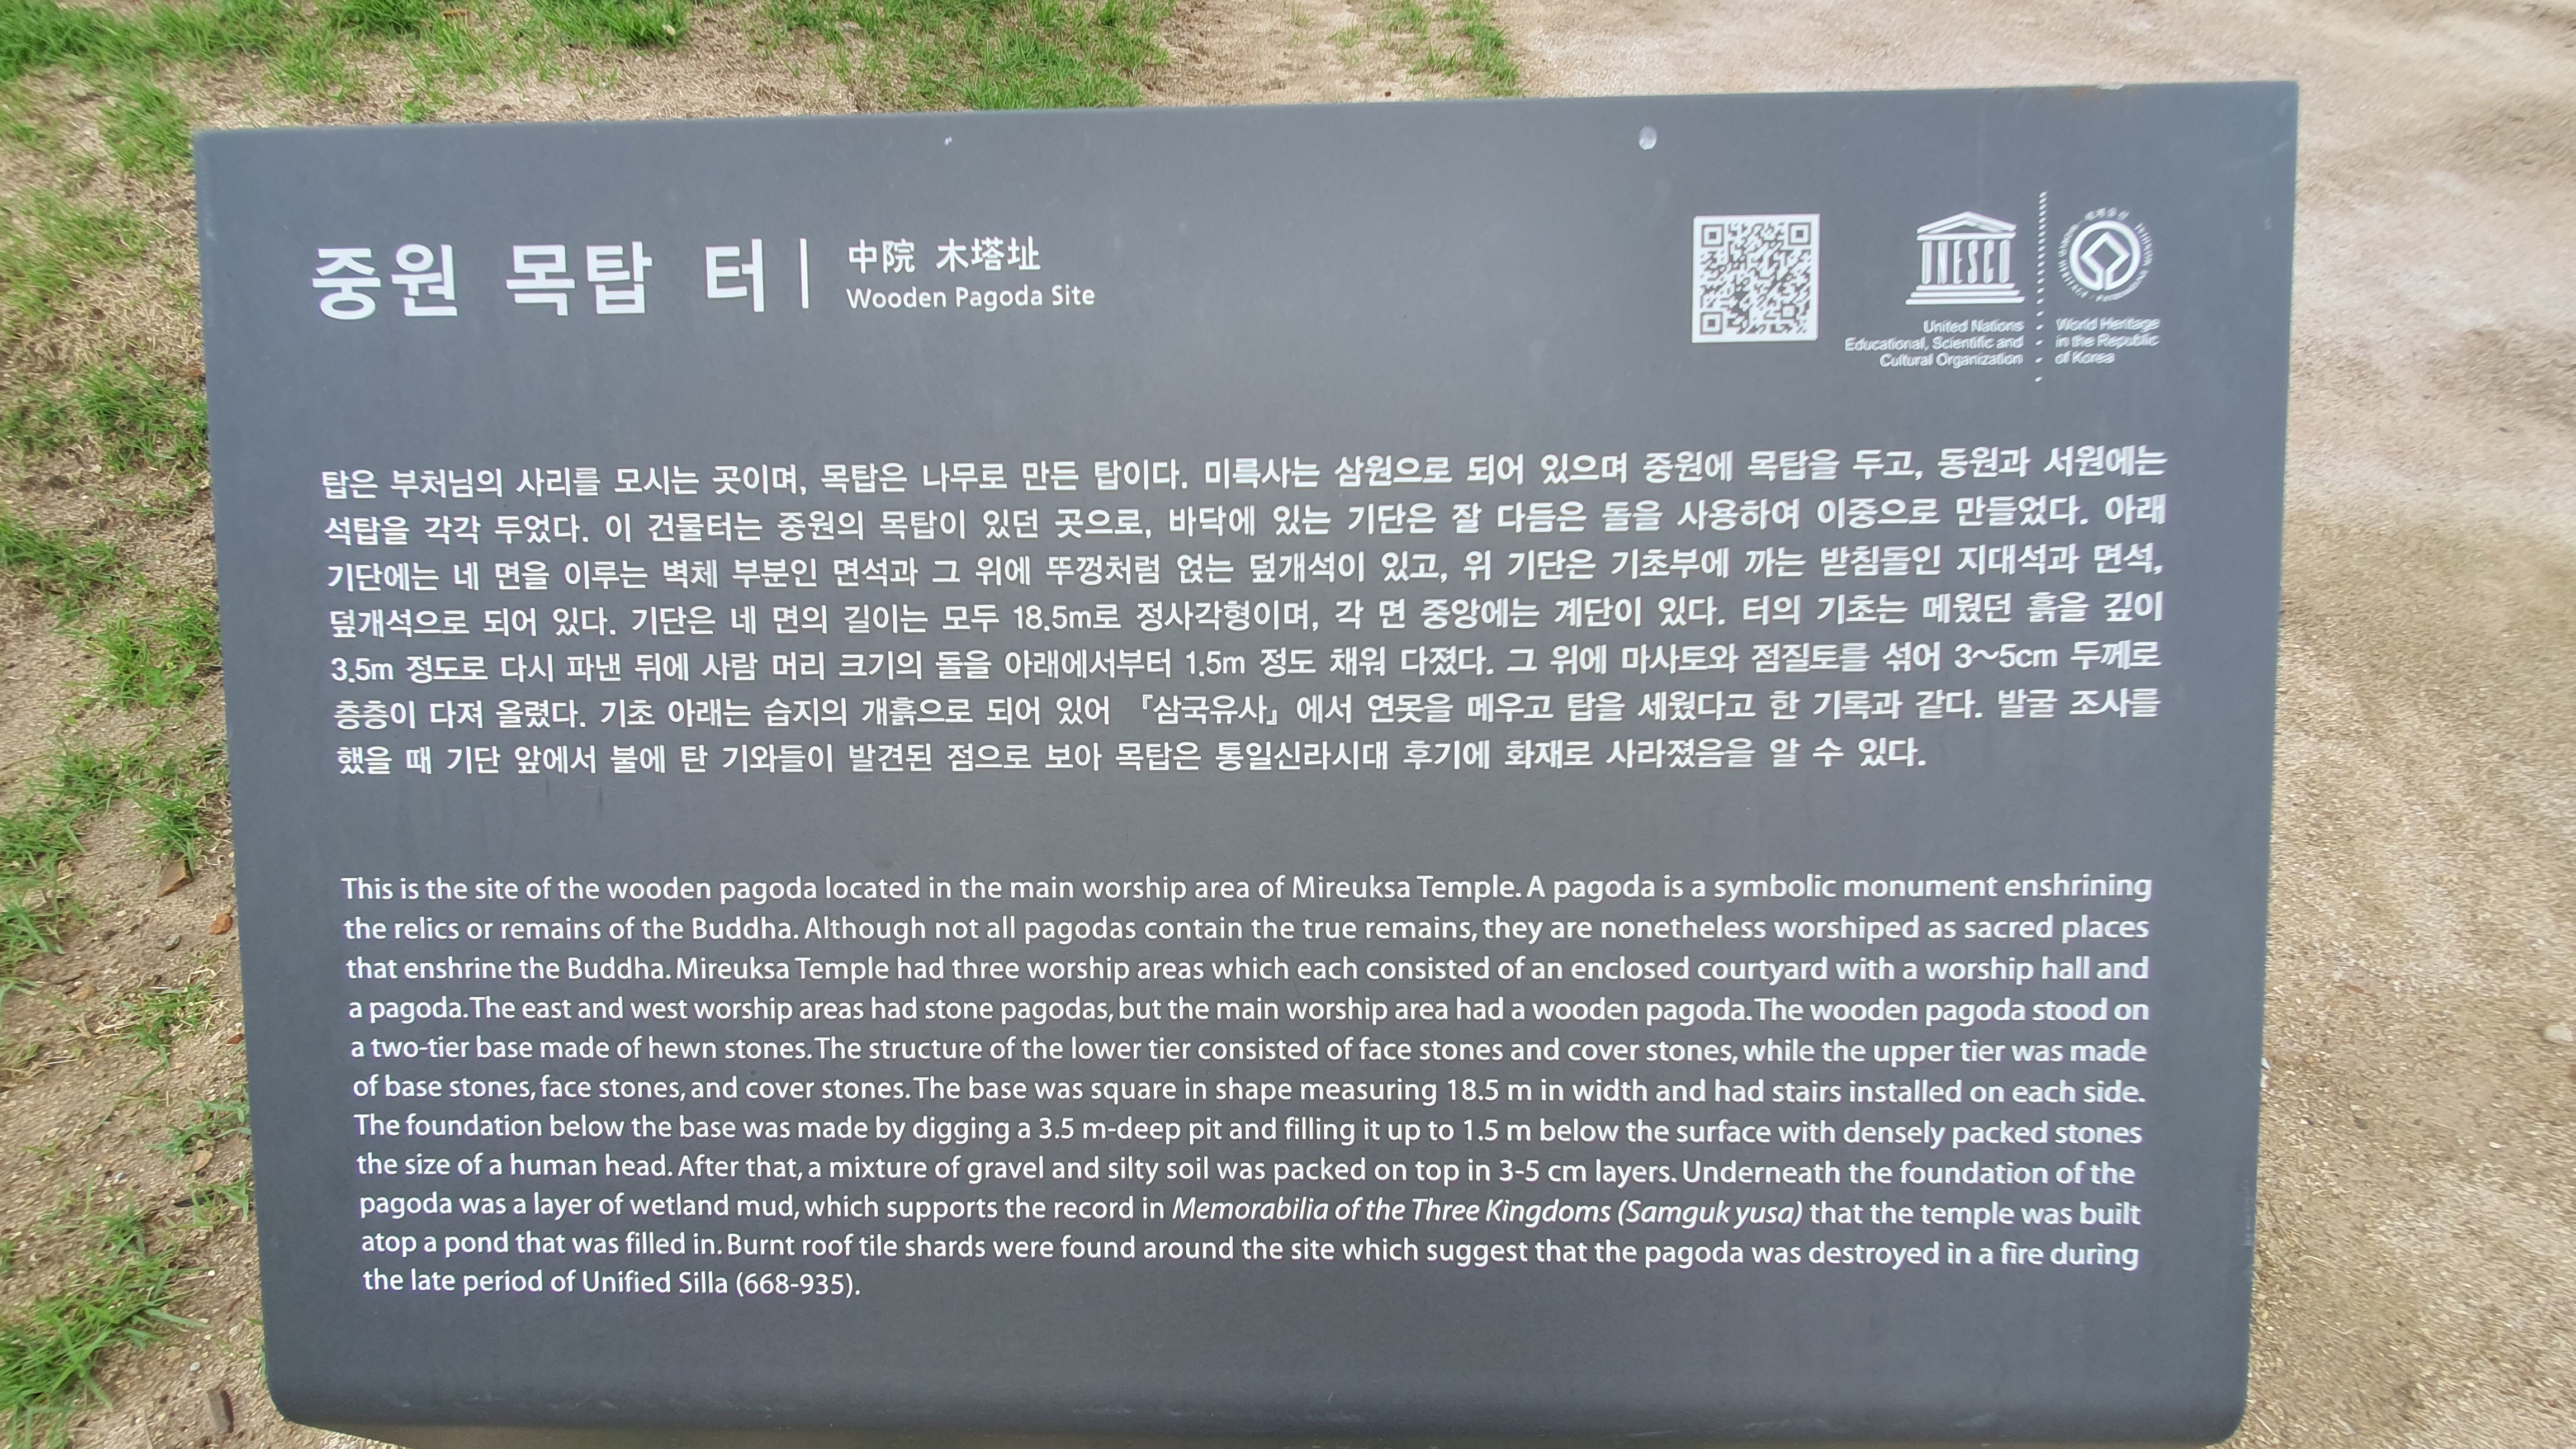 중원 목탑 터
中院 木塔址
Wooden Pagoda Site
UNESCO
United Nations
Educational, Scientific and
Cultural Organization
World Heritage
in the Republic
of Korea
탑은 부처님의 사리를 모시는 곳이며, 목탑은 나무로 만든 탑이다. 미륵사는 삼원으로 되어 있으며 중원에 목탑을 두고, 동원과 서원에는
석탑을 각각 두었다. 이 건물터는 중원의 목탑이 있던 곳으로, 바닥에 있는 기단은 잘 다듬은 돌을 사용하여 이중으로 만들었다. 아래
기단에는 네 면을 이루는 벽체 부분인 면석과 그 위에 뚜껑처럼 얹는 덮개석이 있고, 위 기단은 기초부에 까는 받침돌인 지대석과 면석,
덮개석으로 되어 있다. 기단은 네 면의 길이는 모두 18.5m로 정사각형이며, 각 면 중앙에는 계단이 있다. 터의 기초는 메웠던 흙을 깊이
3.5m 정도로 다시 파낸 뒤에 사람 머리 크기의 돌을 아래에서부터 1.5m 정도 채워 다졌다. 그 위에 마사토와 점질토를 섞어 3~5cm 두께로
층층이 다져 올렸다. 기초 아래는 습지의 개흙으로 되어 있어 『삼국유사』에서 연못을 메우고 탑을 세웠다고 한 기록과 같다. 발굴 조사를
했을 때 기단 앞에서 불에 탄 기와들이 발견된 점으로 보아 목탑은 통일신라시대 후기에 화재로 사라졌음을 알 수 있다.
This is the site of the wooden pagoda located in the main worship area of Mireuksa Temple. A pagoda is a symbolic monument enshrining
the relics or remains of the Buddha. Although not all pagodas contain the true remains, they are nonetheless worshiped as sacred places
that enshrine the Buddha. Mireuksa Temple had three worship areas which each consisted of an enclosed courtyard with a worship hall and
a pagoda. The east and west worship areas had stone pagodas, but the main worship area had a wooden pagoda. The wooden pagoda stood on
a two-tier base made of hewn stones. The structure of the lower tier consisted of face stones and cover stones, while the upper tier was made
of base stones, face stones, and cover stones. The base was square in shape measuring 18.5 m in width and had stairs installed on each side.
The foundation below the base was made by digging a 3.5 m-deep pit and filling it up to 1.5 m below the surface with densely packed stones
the size of a human head. After that, a mixture of gravel and silty soil was packed on top in 3-5 cm layers. Underneath the foundation of the
pagoda was a layer of wetland mud, which supports the record in Memorabilia of the Three Kingdoms (Samguk yusa) that the temple was built
atop a pond that was filled in. Burnt roof tile shards were found around the site which suggest that the pagoda was destroyed in a fire during
the late period of Unified Silla (668-935).